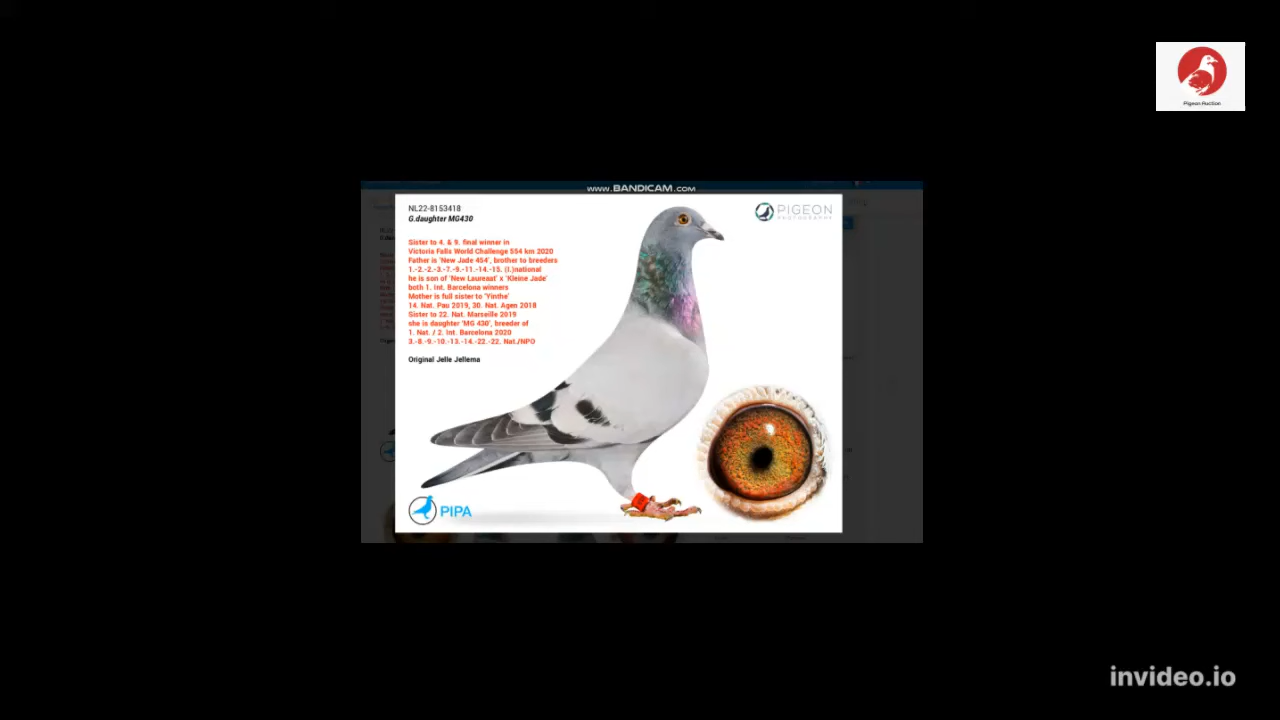 Pigeon Auction
www.BANDICAM.com
NL22-8153418
G.daughter MG430
PIGEON
PHOTOGRAPHY
Sister to 4. & 9. final winner in
Victoria Falls World Challenge 554 km 2020
Father is 'New Jade 454', brother to breeders
1.-2.-2.-3.-7.-9.-11.-14.-15. (I.)national
he is son of 'New Laureaat' x 'Kleine Jade'
both 1. Int. Barcelona winners
Mother is full sister to 'Yinthe'
14. Nat. Pau 2019, 30. Nat. Agen 2018
Sister to 22. Nat. Marseille 2019
she is daughter 'MG 430', breeder of
1. Nat. / 2. Int. Barcelona 2020
3.-8.-9.-10.-13.-14.-22.-22. Nat./NPO
Original Jelle Jellema
PIPA
invideo.io